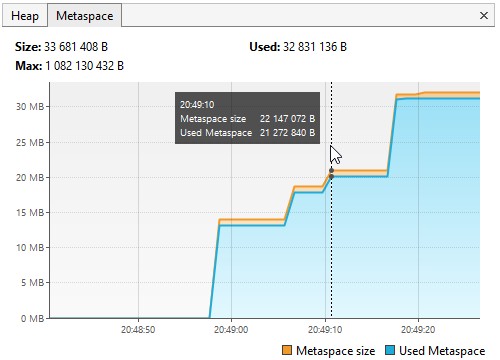 Heap Metaspace ×
Size: 33 681 408 B Used: 32 831 136 B
Max: 1 082 130 432 B
30 MB
20:49:10
Metaspace size 22 147 072 B
Used Metaspace 21 272 840 B
25 MB
20 MB
15 MB
10 MB
5 MB
0 MB
20:48:50 20:49:00 20:49:10 20:49:20
Metaspace size Used Metaspace